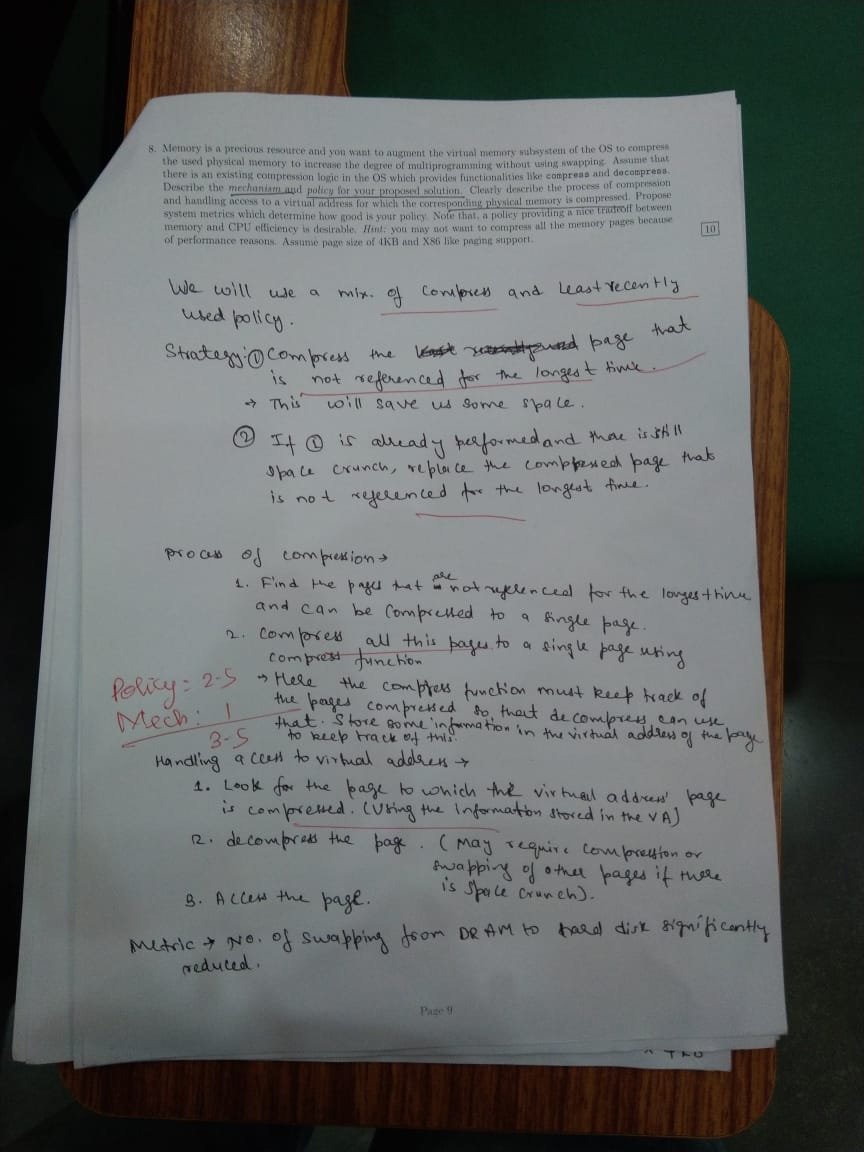 8. Memory is a precious resource and you want to augment the virtual memory subsystem of the OS to compress
the used physical memory to increase the degree of multiprogramming without using swapping. Assume that
there is an existing compression logic in the OS which provides functionalities like compress and decompress.
Describe the mechanism and policy for your proposed solution. Clearly describe the process of compression
and handling access to a virtual address for which the corresponding physical memory is compressed. Propose
system metrics which determine how good is your policy. Note that, a policy providing a nice tradeoff between
memory and CPU efficiency is desirable. Hint: you may not want to compress all the memory pages because
of performance reasons. Assume page size of 4KB and X86 like paging support.
10
We will use a mix. of Compress and Least recently
used policy.
Strategy: ① Compress the page that
is not referenced for the longest time.
→ This will save us some space.
② If ① is already performed and there is still
space crunch, replace the compressed page that
is not referenced for the longest time.
process of compression →
1. Find the pages that are not referenced for the longest time
and can be compressed to a single page.
2. Compress all this pages to a single page using
compress function
→ Here the compress function must keep track of
the pages compressed so that decompress can use
that. Store some information in the virtual address of the page
to keep track of this.
Policy: 2.5
Mech: 1
3.5
Handling access to virtual address →
1. Look for the page to which the virtual address' page
is compressed. (Using the information stored in the VA)
2. decompress the page. (May require compression or
swapping of other pages if there
is space crunch).
3. Access the page.
Metric → No. of swapping from DRAM to hard disk significantly
reduced.
Page 9